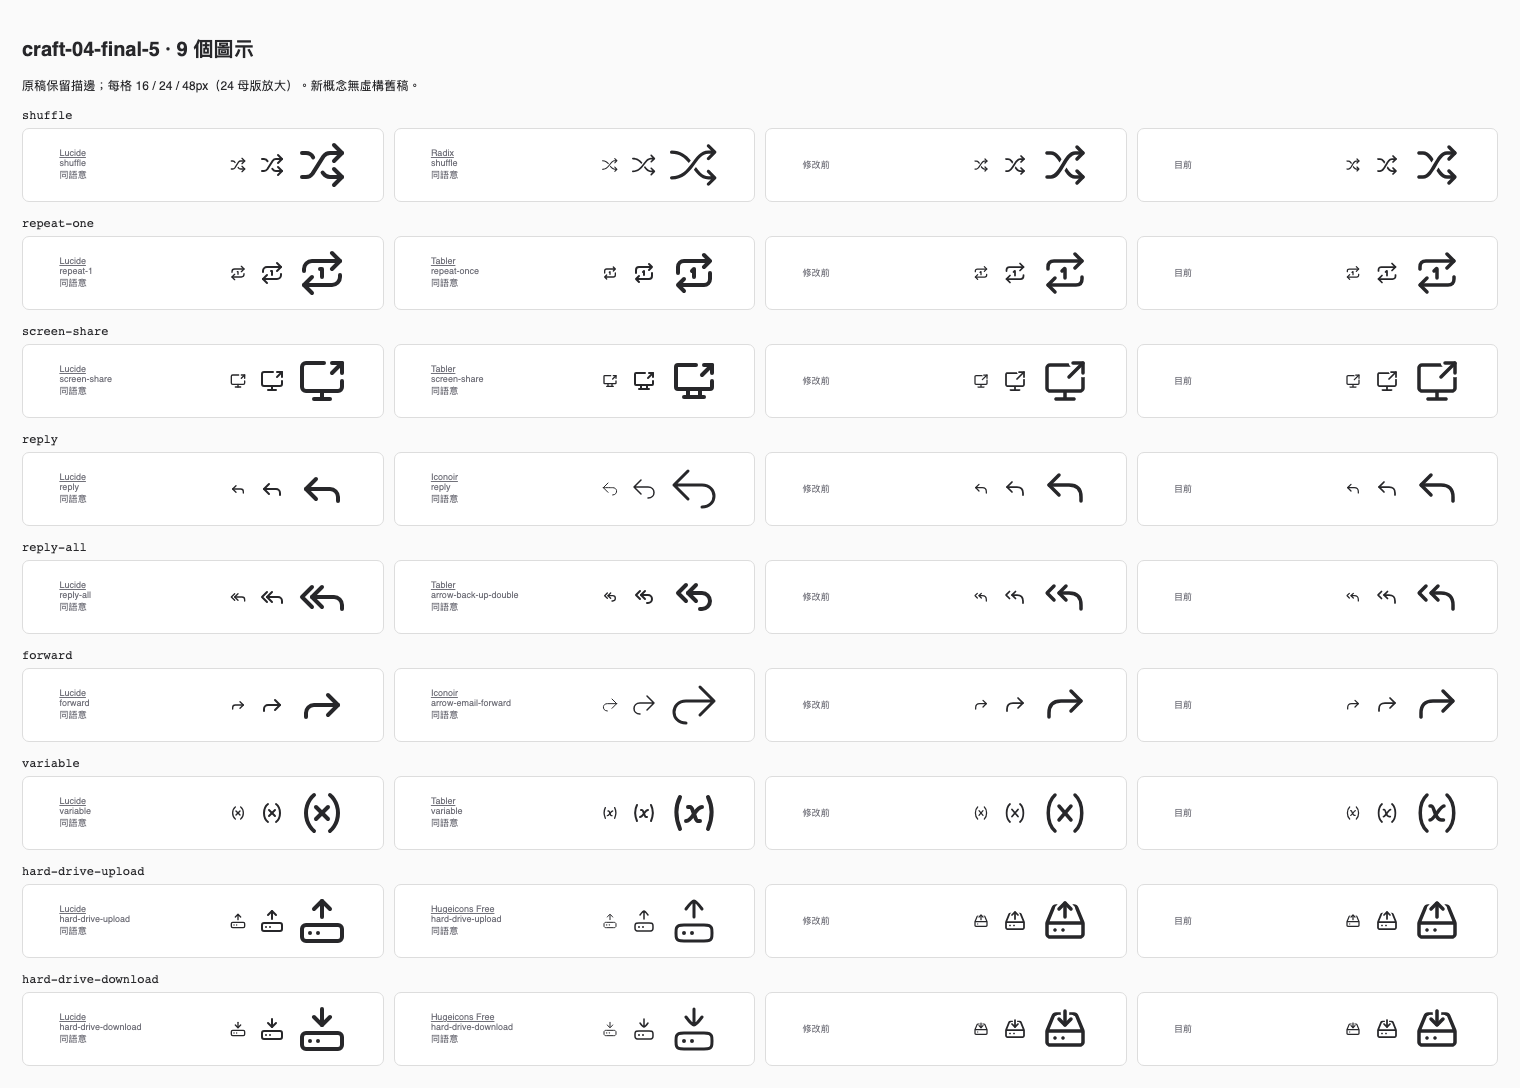 craft-04-final-5 · 9 個圖示
原稿保留描邊；每格 16 / 24 / 48px（24 母版放大）。新概念無虛構舊稿。
shuffle
Lucide
shuffle
同語意
Radix
shuffle
同語意
修改前
目前
repeat-one
Lucide
repeat-1
同語意
Tabler
repeat-once
同語意
修改前
目前
screen-share
Lucide
screen-share
同語意
Tabler
screen-share
同語意
修改前
目前
reply
Lucide
reply
同語意
Iconoir
reply
同語意
修改前
目前
reply-all
Lucide
reply-all
同語意
Tabler
arrow-back-up-double
同語意
修改前
目前
forward
Lucide
forward
同語意
Iconoir
arrow-email-forward
同語意
修改前
目前
variable
Lucide
variable
同語意
Tabler
variable
同語意
修改前
目前
hard-drive-upload
Lucide
hard-drive-upload
同語意
Hugeicons Free
hard-drive-upload
同語意
修改前
目前
hard-drive-download
Lucide
hard-drive-download
同語意
Hugeicons Free
hard-drive-download
同語意
修改前
目前